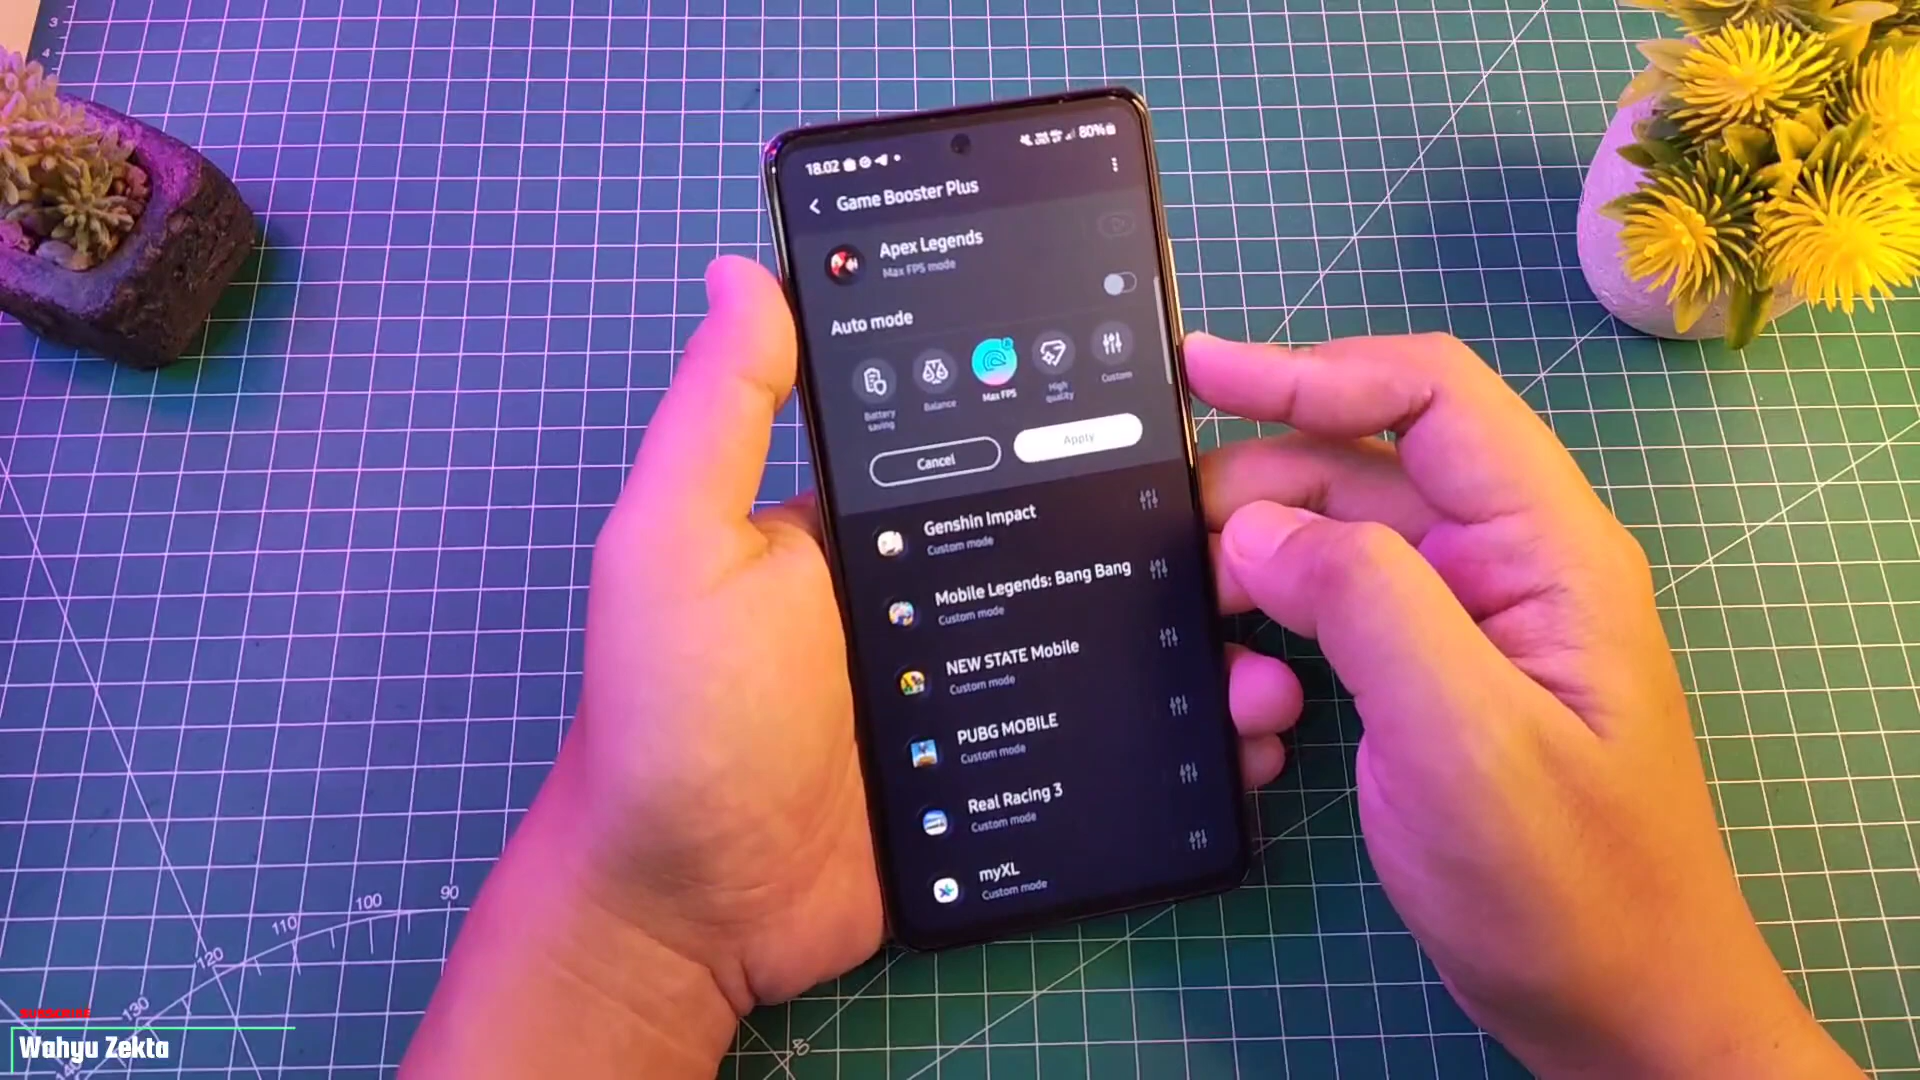 3
4
18.02
80%
Game Booster Plus
Apex Legends
Max FPS mode
Auto mode
Battery saving
Balance
Max FPS
High quality
Custom
Cancel
Apply
Genshin Impact
Custom mode
Mobile Legends: Bang Bang
Custom mode
NEW STATE Mobile
Custom mode
PUBG MOBILE
Custom mode
Real Racing 3
Custom mode
myXL
Custom mode
90
100
110
120
130
140
SUBSCRIBE
Wahyu Zekta